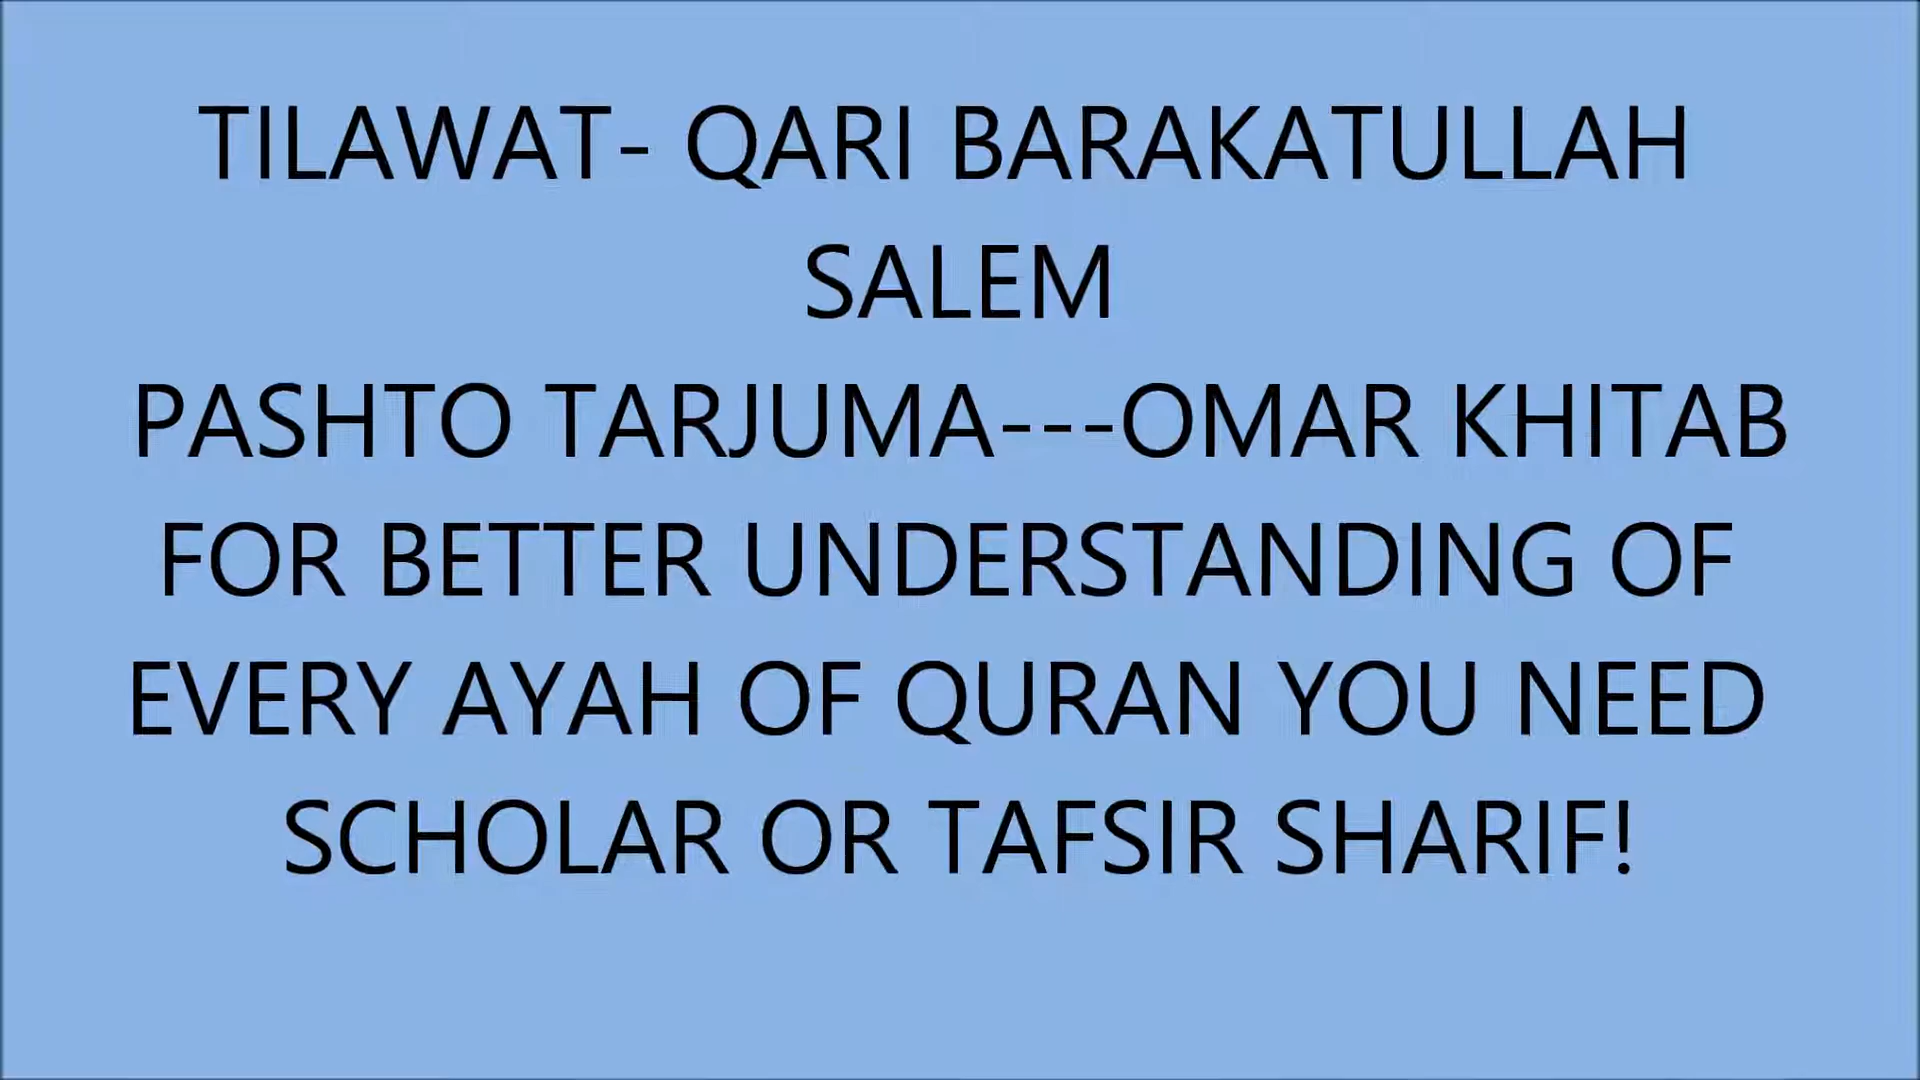 TILAWAT- QARI BARAKATULLAH
SALEM
PASHTO TARJUMA---OMAR KHITAB
FOR BETTER UNDERSTANDING OF
EVERY AYAH OF QURAN YOU NEED
SCHOLAR OR TAFSIR SHARIF!